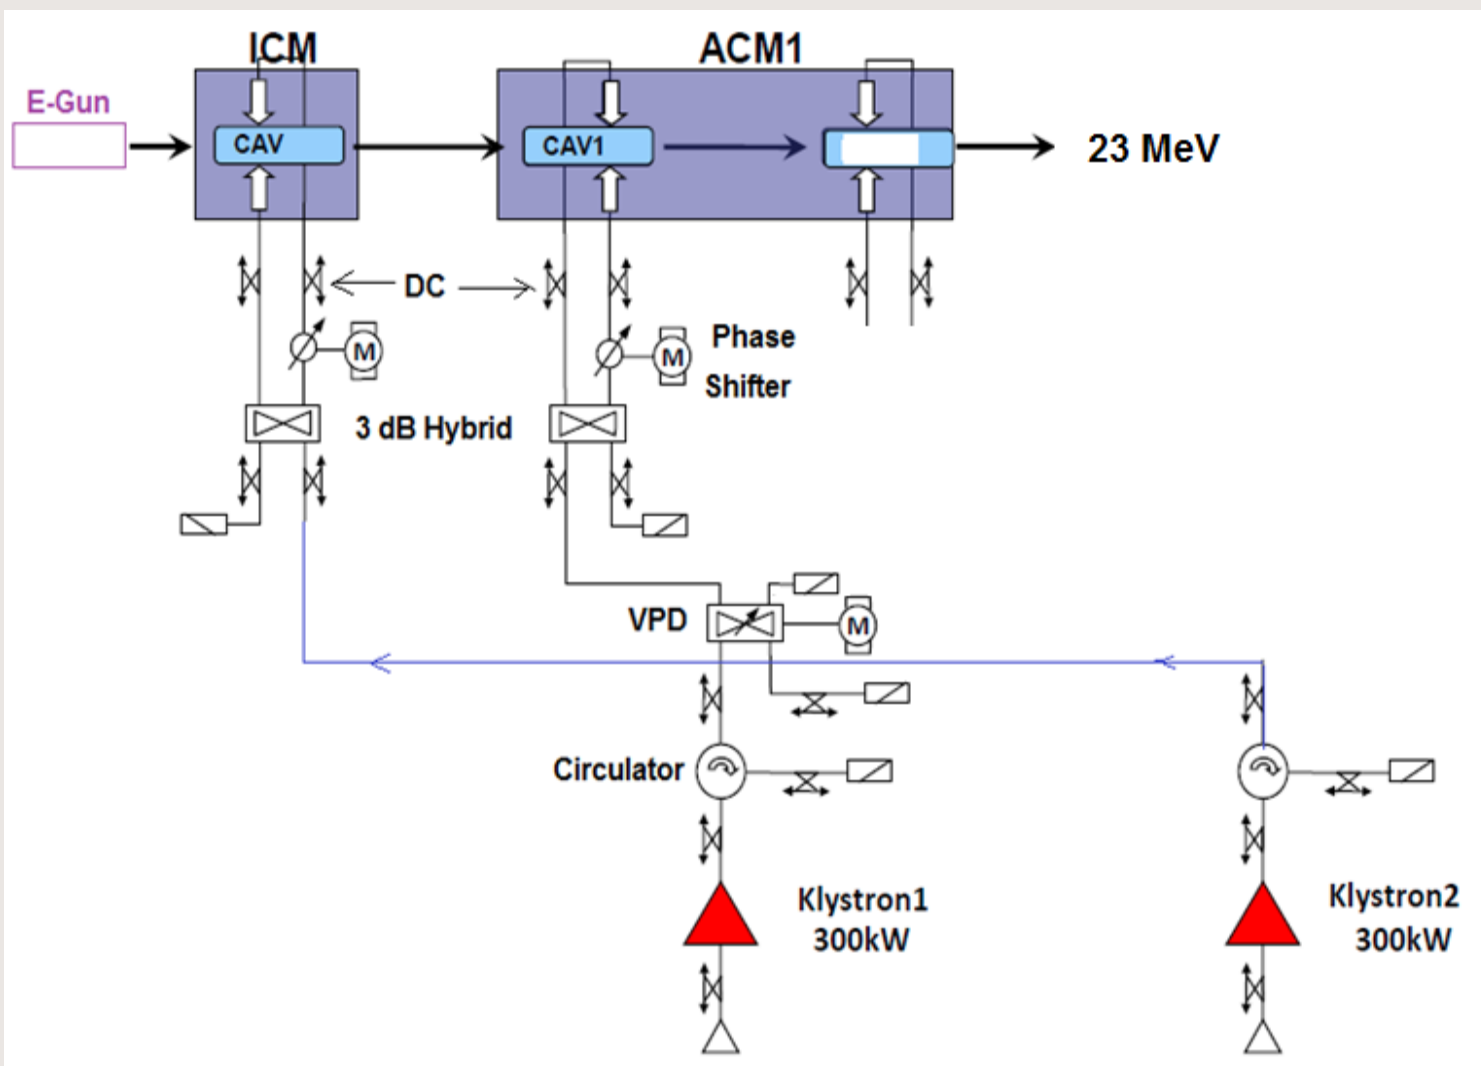 ICM
ACM1
E-Gun
CAV
CAV1
23 MeV
DC
M
M
Phase
Shifter
3 dB Hybrid
VPD
M
Circulator
Klystron1
300kW
Klystron2
300kW